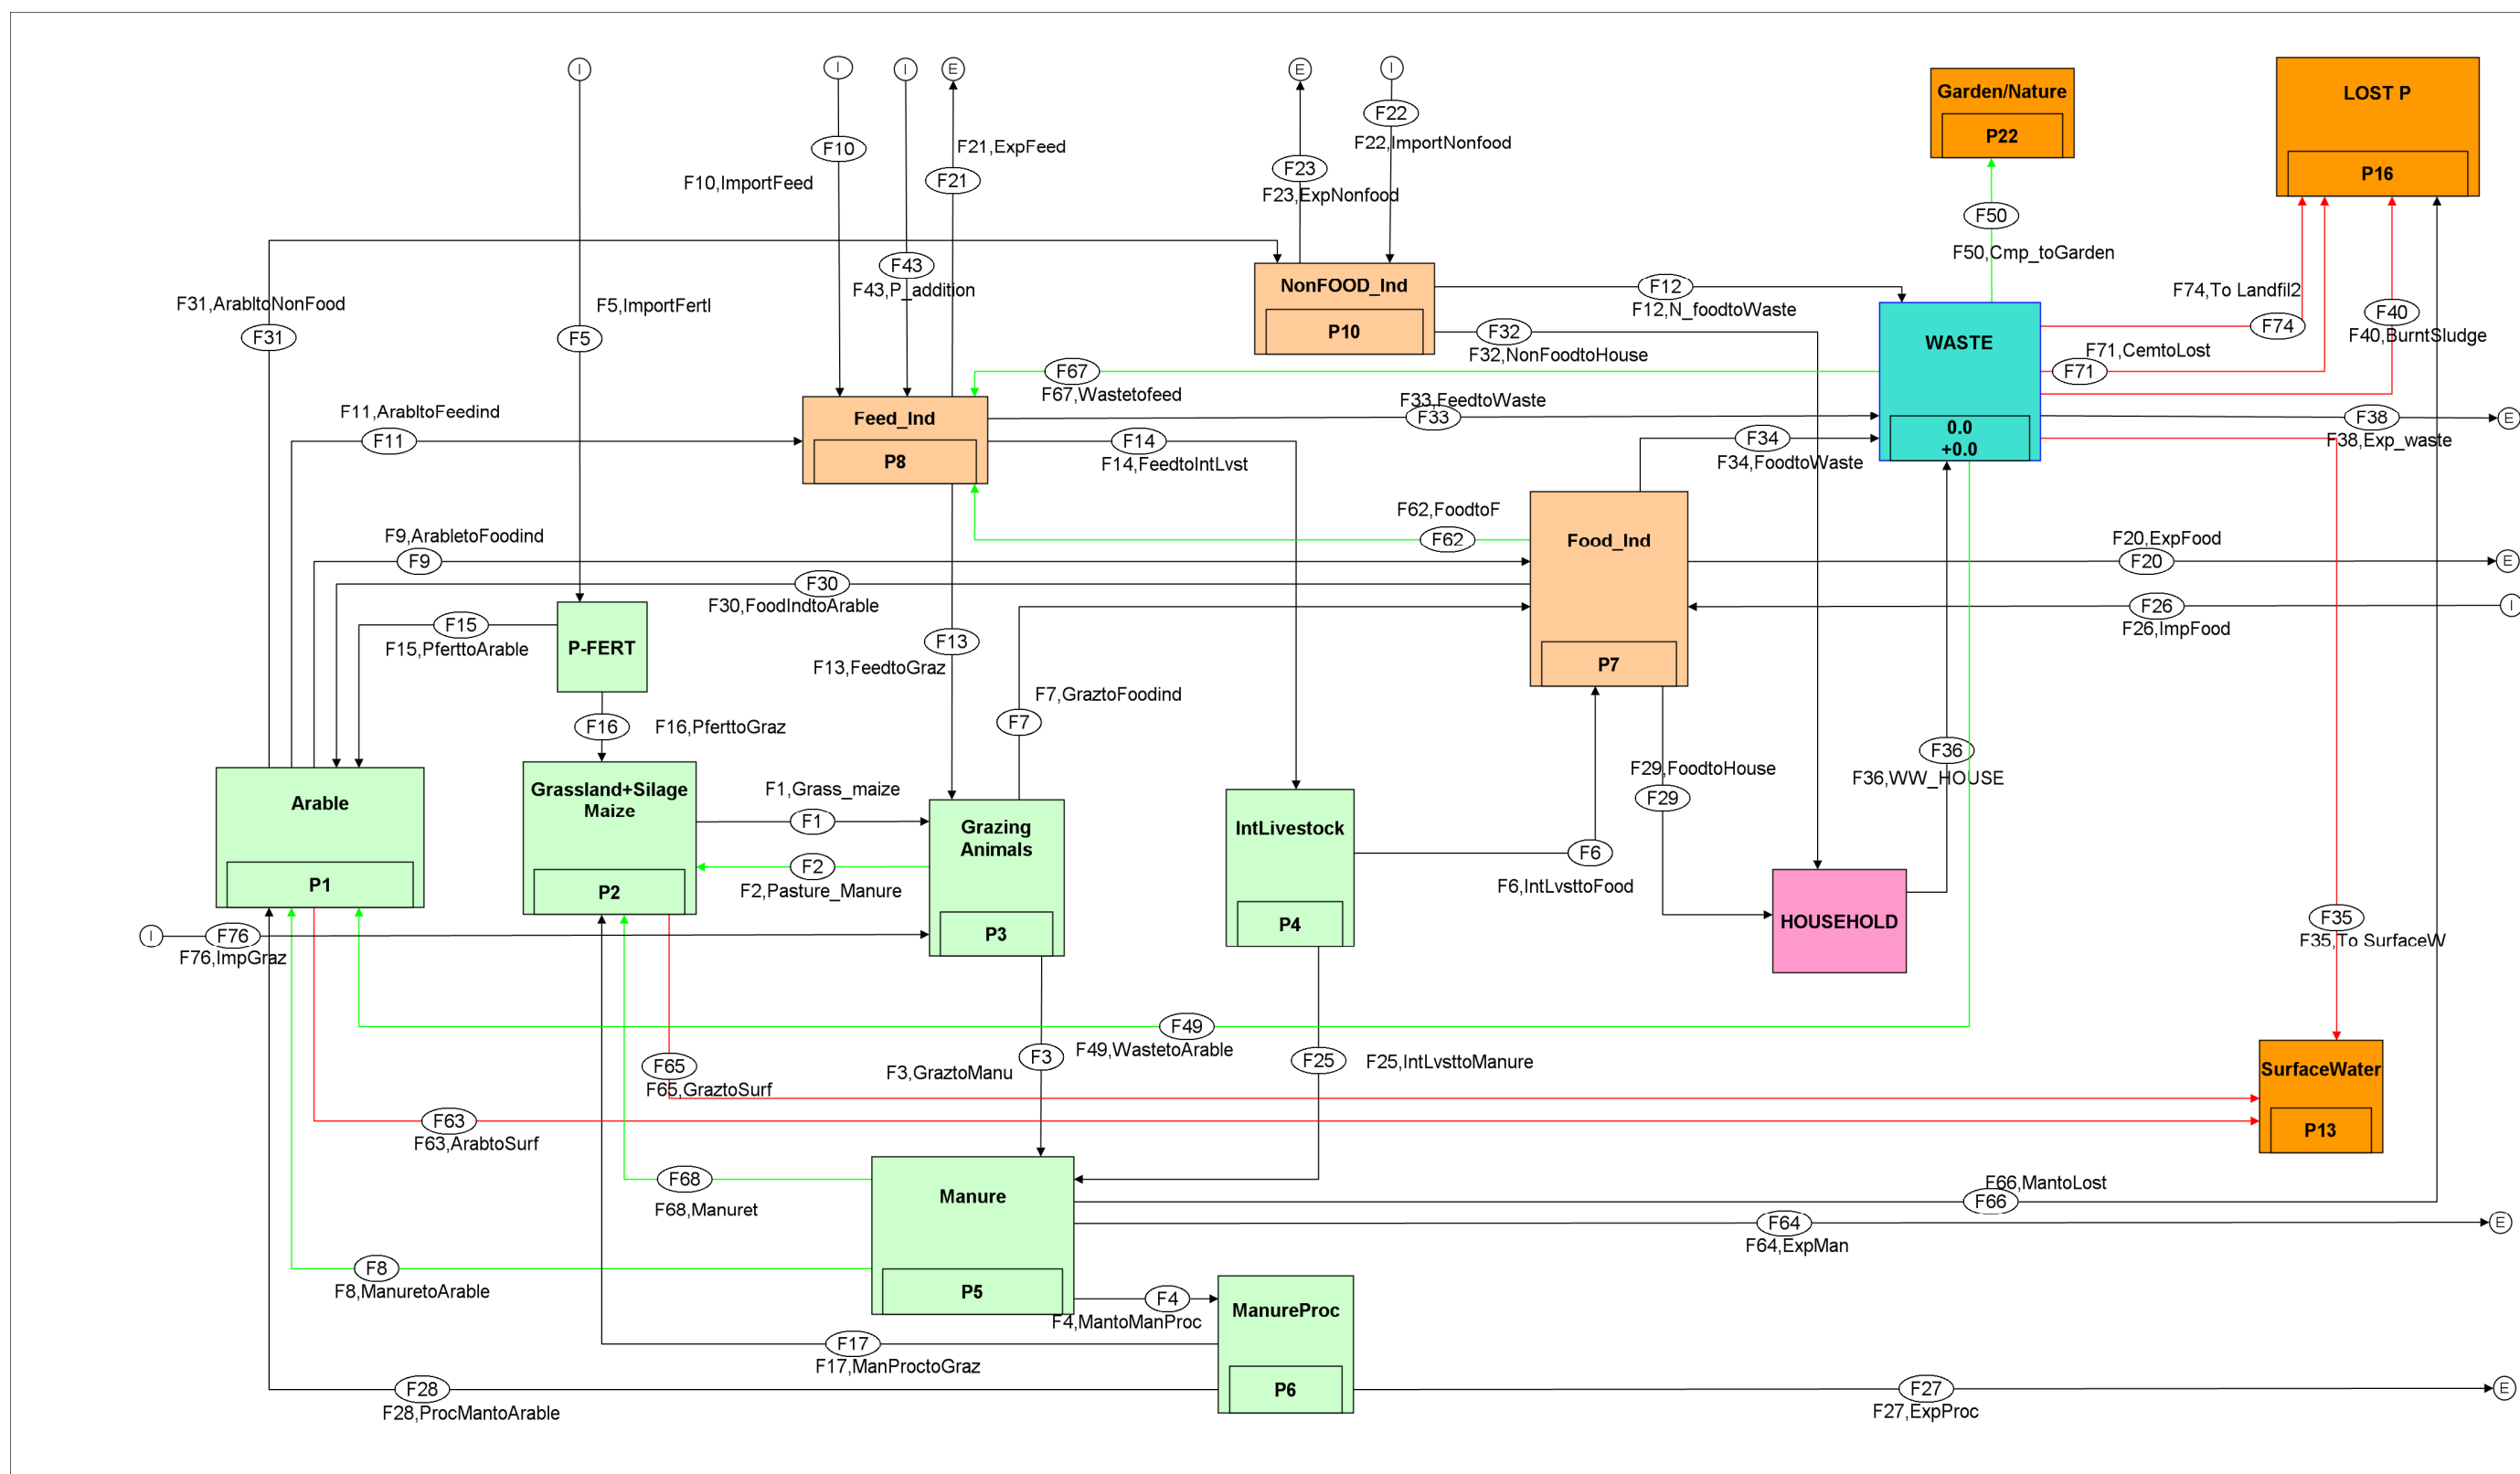 I
I
I
E
E
I
Garden/Nature
P22
LOST P
P16
F22
F22,ImportNonfood
F10
F10,ImportFeed
F21,ExpFeed
F21
F23
F23,ExpNonfood
F50
F50,Cmp_toGarden
F43
F43,P_addition
F31,ArabltoNonFood
F31
F5,ImportFertl
F5
NonFOOD_Ind
P10
F12
F12,N_foodtoWaste
F32
F32,NonFoodtoHouse
WASTE
0.0
+0.0
F74,To Landfil2
F74
F40
F40,BurntSludge
F71,CemtoLost
F71
F67
F67,Wastetofeed
F33,FeedtoWaste
F33
F38
E
F38,Exp_waste
F11,ArabltoFeedind
F11
Feed_Ind
P8
F14
F14,FeedtoIntLvst
F34
F34,FoodtoWaste
F62,FoodtoF
F62
Food_Ind
P7
F9,ArabletoFoodind
F9
F20,ExpFood
F20
E
F30
F30,FoodIndtoArable
F26
I
F26,ImpFood
F15
F15,PferttoArable
P-FERT
F13
F13,FeedtoGraz
F16
F16,PferttoGraz
F7,GraztoFoodind
F7
F29,FoodtoHouse
F29
F36
F36,WW_HOUSE
Arable
P1
Grassland+Silage
Maize
P2
F1,Grass_maize
F1
F2
F2,Pasture_Manure
Grazing
Animals
P3
IntLivestock
P4
F6
F6,IntLvsttoFood
HOUSEHOLD
I
F76
F76,ImpGraz
F35
F35,To SurfaceW
F49
F49,WastetoArable
F3
F3,GraztoManu
F25
F25,IntLvsttoManure
F65
F65,GraztoSurf
F63
F63,ArabtoSurf
SurfaceWater
P13
F68
F68,Manuret
Manure
P5
F66,MantoLost
F66
F64
E
F64,ExpMan
F8
F8,ManuretoArable
F4
F4,MantoManProc
ManureProc
P6
F17
F17,ManProctoGraz
F28
F28,ProcMantoArable
F27
E
F27,ExpProc